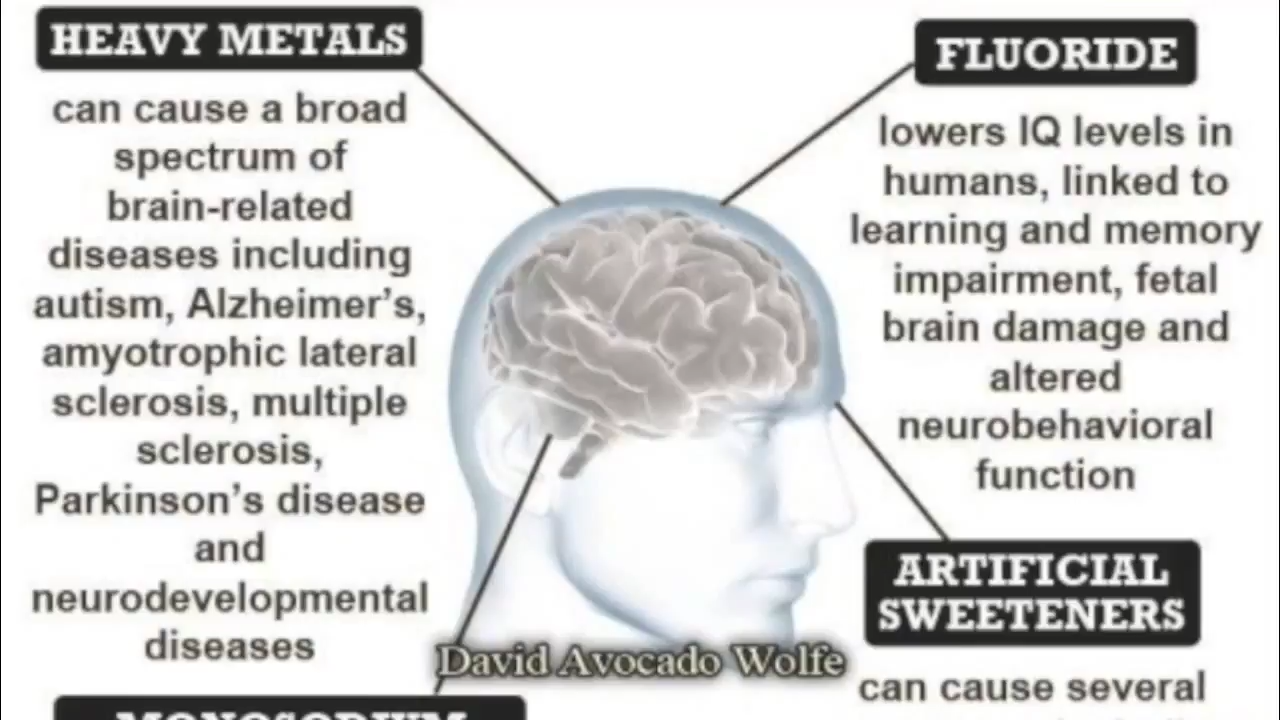 HEAVY METALS
can cause a broad
spectrum of
brain-related
diseases including
autism, Alzheimer's,
amyotrophic lateral
sclerosis, multiple
sclerosis,
Parkinson's disease
and
neurodevelopmental
diseases
FLUORIDE
lowers IQ levels in
humans, linked to
learning and memory
impairment, fetal
brain damage and
altered
neurobehavioral
function
ARTIFICIAL
SWEETENERS
can cause several
David Avocado Wolfe
MONOSODIUM